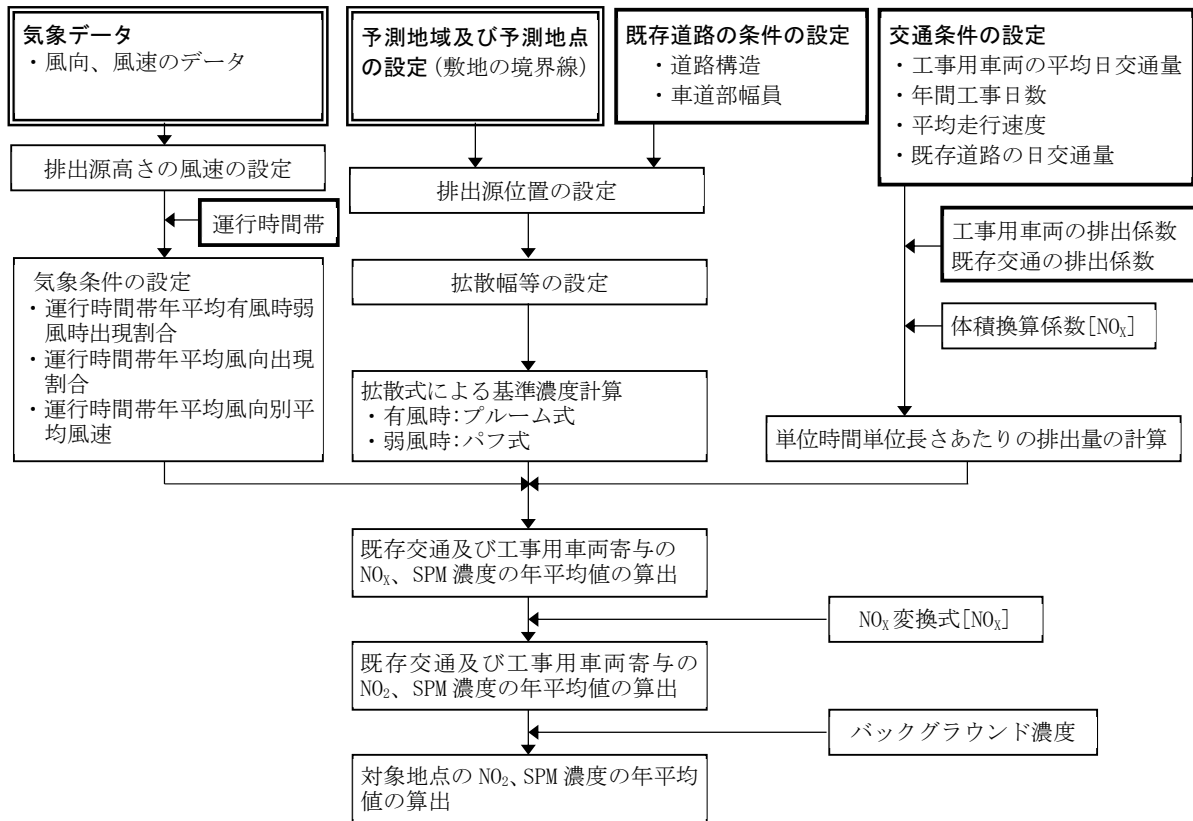 気象データ
・風向、風速のデータ
予測地域及び予測地点
の設定(敷地の境界線)
既存道路の条件の設定
・道路構造
・車道部幅員
交通条件の設定
・工事用車両の平均日交通量
・年間工事日数
・平均走行速度
・既存道路の日交通量
排出源高さの風速の設定
排出源位置の設定
運行時間帯
工事用車両の排出係数
既存交通の排出係数
気象条件の設定
・運行時間帯年平均有風時弱
風時出現割合
・運行時間帯年平均風向出現
割合
・運行時間帯年平均風向別平
均風速
拡散幅等の設定
体積換算係数[NOX]
拡散式による基準濃度計算
・有風時:プルーム式
・弱風時:パフ式
単位時間単位長さあたりの排出量の計算
既存交通及び工事用車両寄与の
NOX、SPM 濃度の年平均値の算出
NOX 変換式[NOX]
既存交通及び工事用車両寄与の
NO2、SPM 濃度の年平均値の算出
バックグラウンド濃度
対象地点の NO2、SPM 濃度の年平均
値の算出